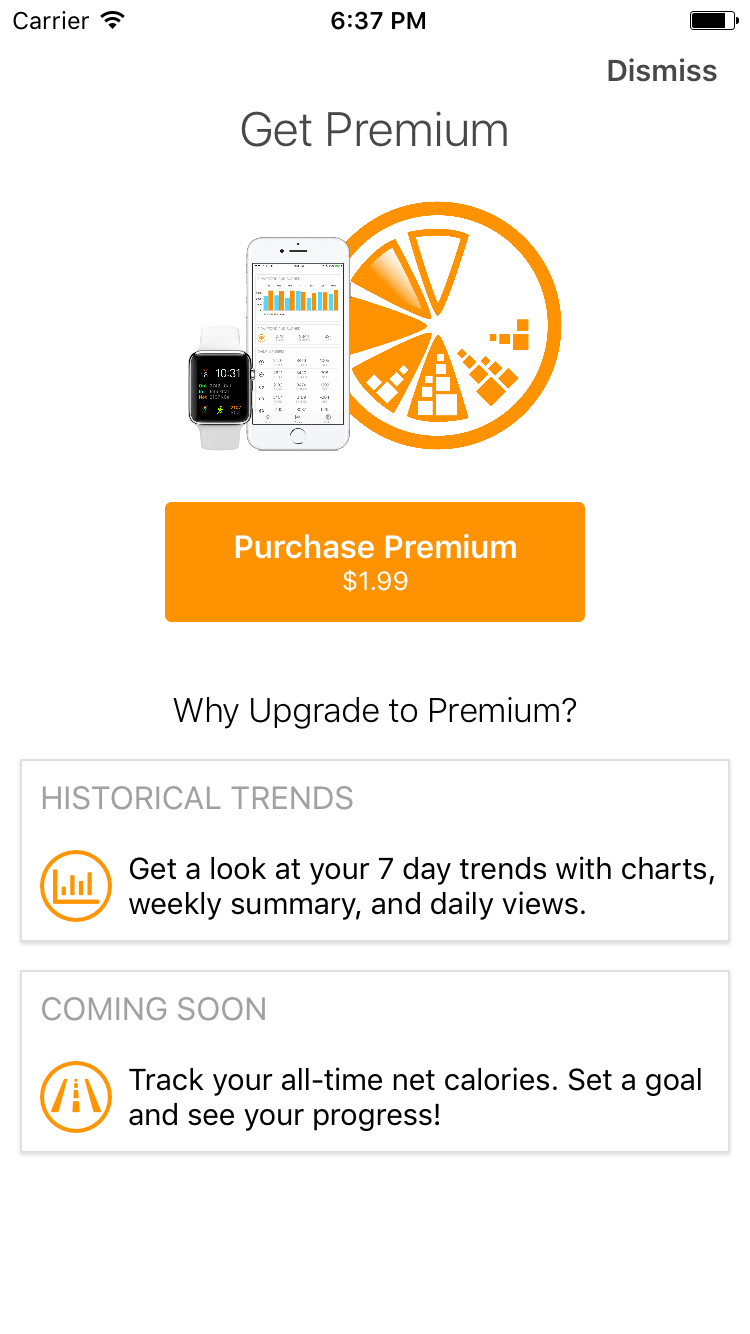 Carrier 6:37 PM
Dismiss
Get Premium
10:31
Purchase Premium
$1.99
Why Upgrade to Premium?
HISTORICAL TRENDS
Get a look at your 7 day trends with charts,
weekly summary, and daily views.
COMING SOON
Track your all-time net calories. Set a goal
and see your progress!